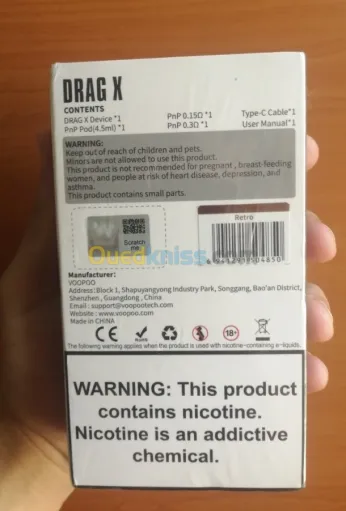 DRAG X
CONTENTS
DRAG X Device *1 PnP 0.15Ω *1 Type-C Cable*1
PnP Pod(4.5ml) *1 PnP 0.3Ω *1 User Manual*1
WARNING:
Keep out of reach of children and pets.
Minors are not allowed to use this product.
This product is not recommended for pregnant , breast-feeding
women, and people at risk of heart disease, depression, and
asthma.
This product contains small parts.
Scratch
me
Retro
Ouedkniss.com
Manufacturer:
VOOPOO
Address : Block 1, Shapuyangyong Industry Park, Songgang, Bao'an District,
Shenzhen , Guangdong , China
Email : support@voopootech.com
Website : www.voopoo.com
Made in CHINA
CE RoHS 18+
The following warning applies when the product is used with nicotine-containing e-liquids.
WARNING: This product
contains nicotine.
Nicotine is an addictive
chemical.